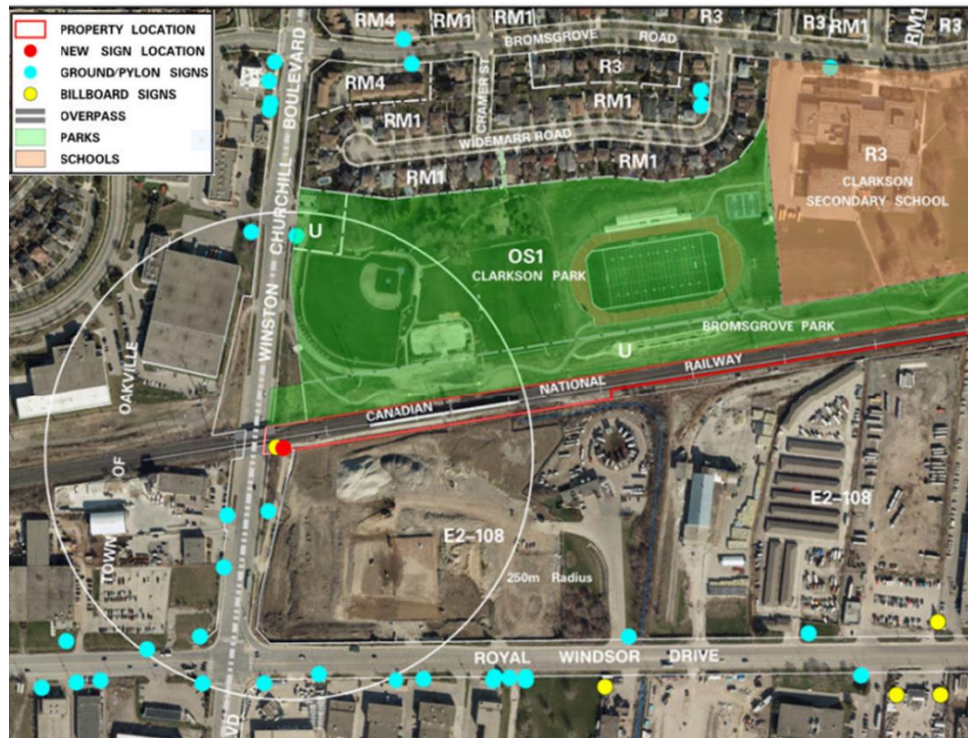 PROPERTY LOCATION
NEW SIGN LOCATION
GROUND/PYLON SIGNS
BILLBOARD SIGNS
OVERPASS
PARKS
SCHOOLS
RM4
RM1
RM1
R3
R3
RM1
RM1
R3
BROMSGROVE ROAD
RM4
R3
RM1
CRAMER ST.
RM1
WIDEMARR ROAD
RM1
RM1
RM1
R3
CLARKSON
SECONDARY SCHOOL
WINSTON CHURCHILL BOULEVARD
U
OS1
CLARKSON PARK
BROMSGROVE PARK
U
CANADIAN NATIONAL RAILWAY
TOWN OF OAKVILLE
E2-108
E2-108
250m Radius
ROYAL WINDSOR DRIVE
VD